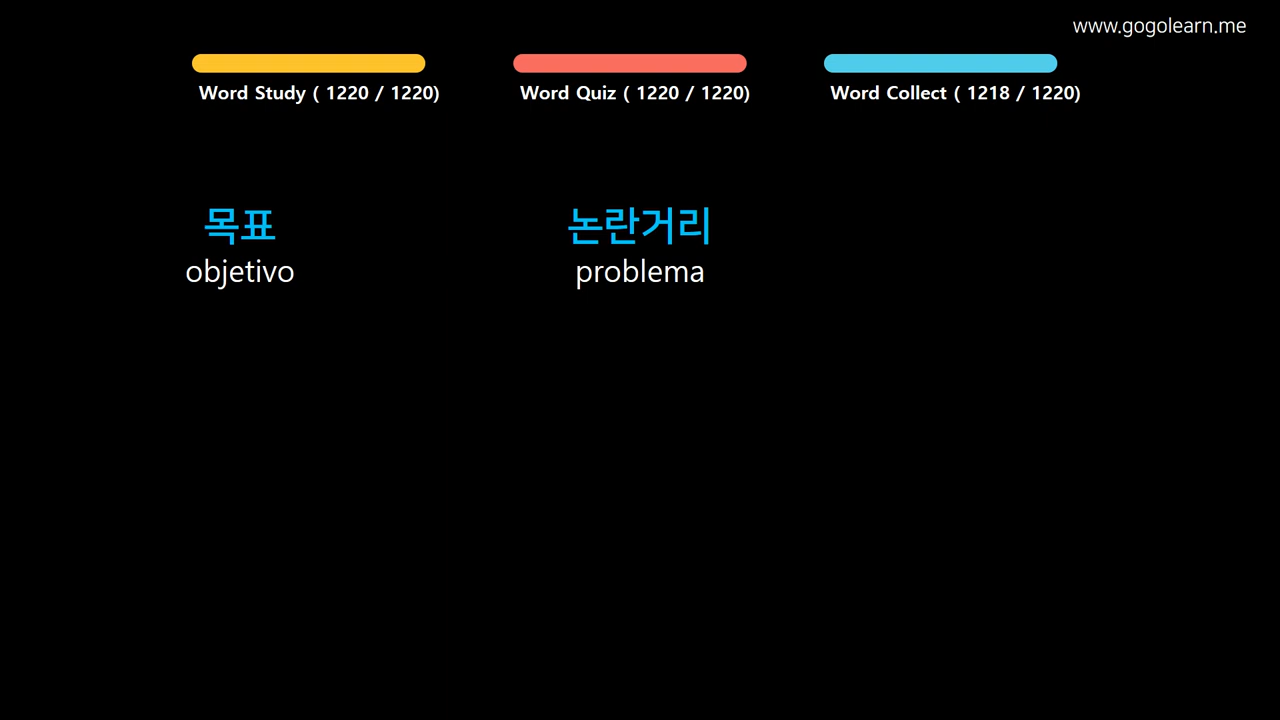 www.gogolearn.me
Word Study ( 1220 / 1220)
Word Quiz ( 1220 / 1220)
Word Collect ( 1218 / 1220)
목표
objetivo
논란거리
problema